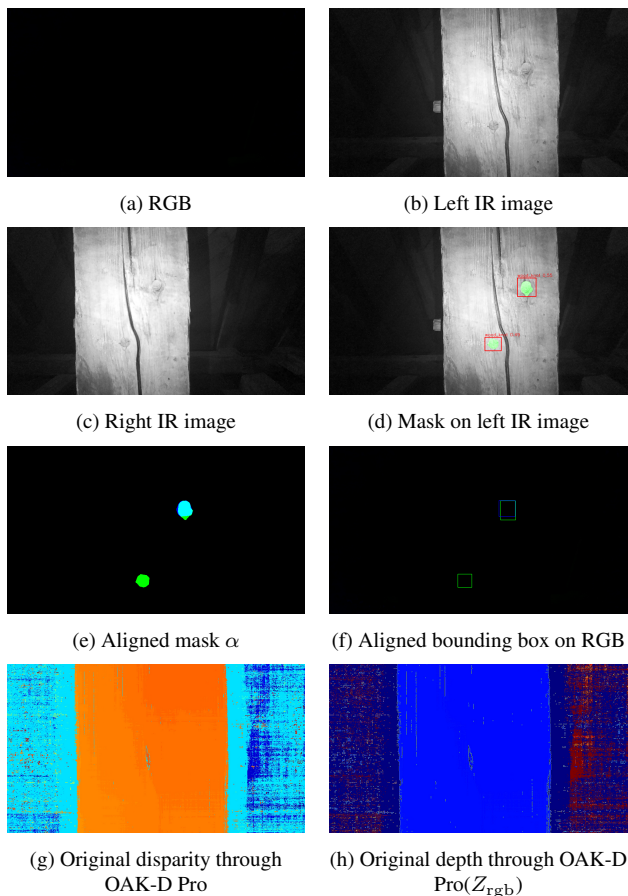 (a) RGB
(b) Left IR image
(c) Right IR image
(d) Mask on left IR image
(e) Aligned mask α
(f) Aligned bounding box on RGB
(g) Original disparity through
OAK-D Pro
(h) Original depth through OAK-D
Pro(Z_rgb)